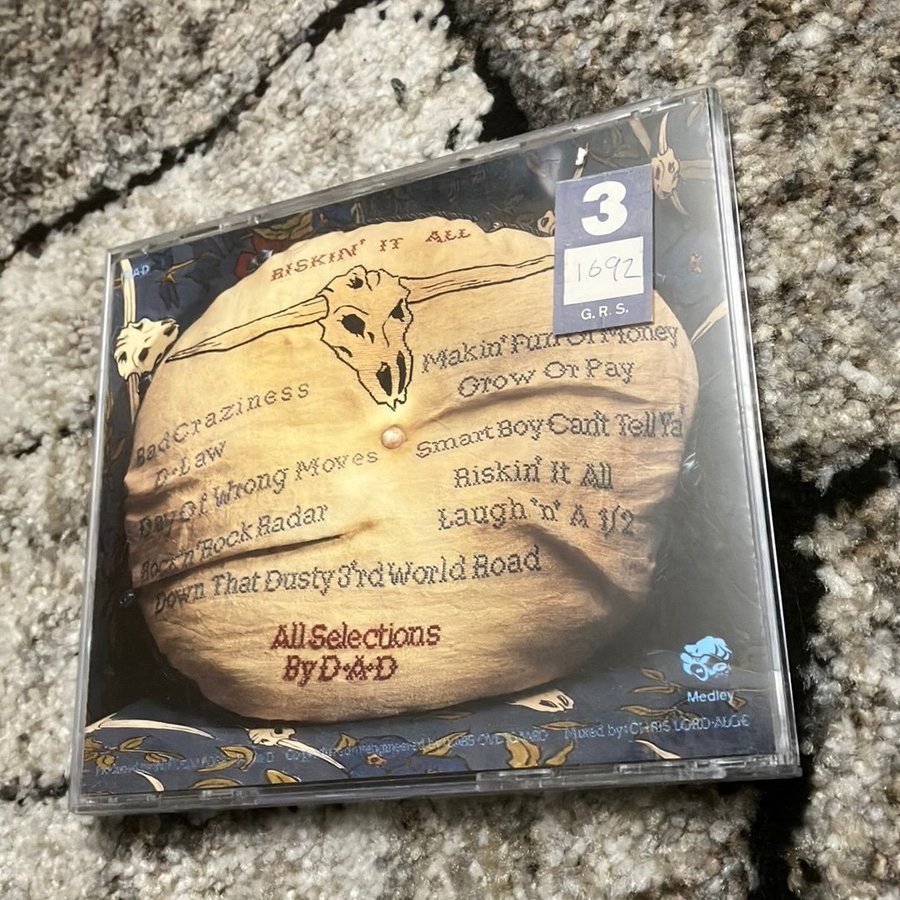 D·A·D
RISKIN' IT ALL
3
1692
G.R.S.
Bad Craziness
D-Law
Day Of Wrong Moves
Rock'n'Rock Radar
Down That Dusty 3'rd World Road
Makin' Fun Of Money
Grow Or Pay
Smart Boy Can't Tell Ya'
Riskin' It All
Laugh 'n' A 1/2
All Selections
By D·A·D
Medley
Mixed by: CHRIS LORD-ALGE